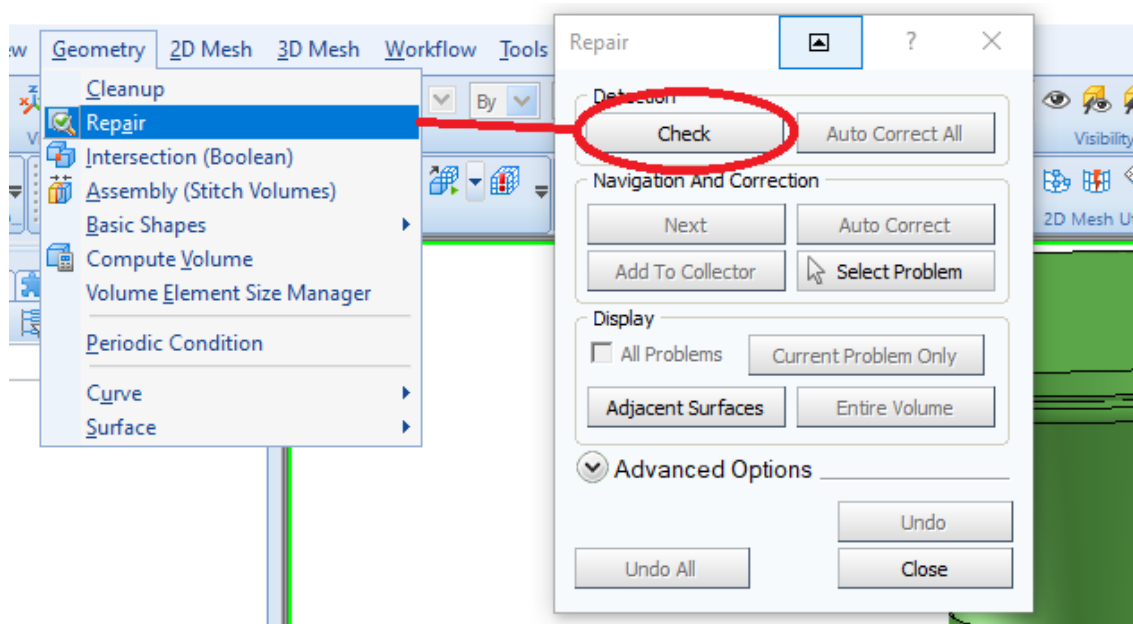 Geometry 2D Mesh 3D Mesh Workflow Tools
Cleanup
Repair
Intersection (Boolean)
Assembly (Stitch Volumes)
Basic Shapes
Compute Volume
Volume Element Size Manager
Periodic Condition
Curve
Surface
By
Repair ? 
Detection
Check Auto Correct All
Navigation And Correction
Next Auto Correct
Add To Collector Select Problem
Display
All Problems Current Problem Only
Adjacent Surfaces Entire Volume
Advanced Options
Undo
Undo All Close
Visibility
2D Mesh